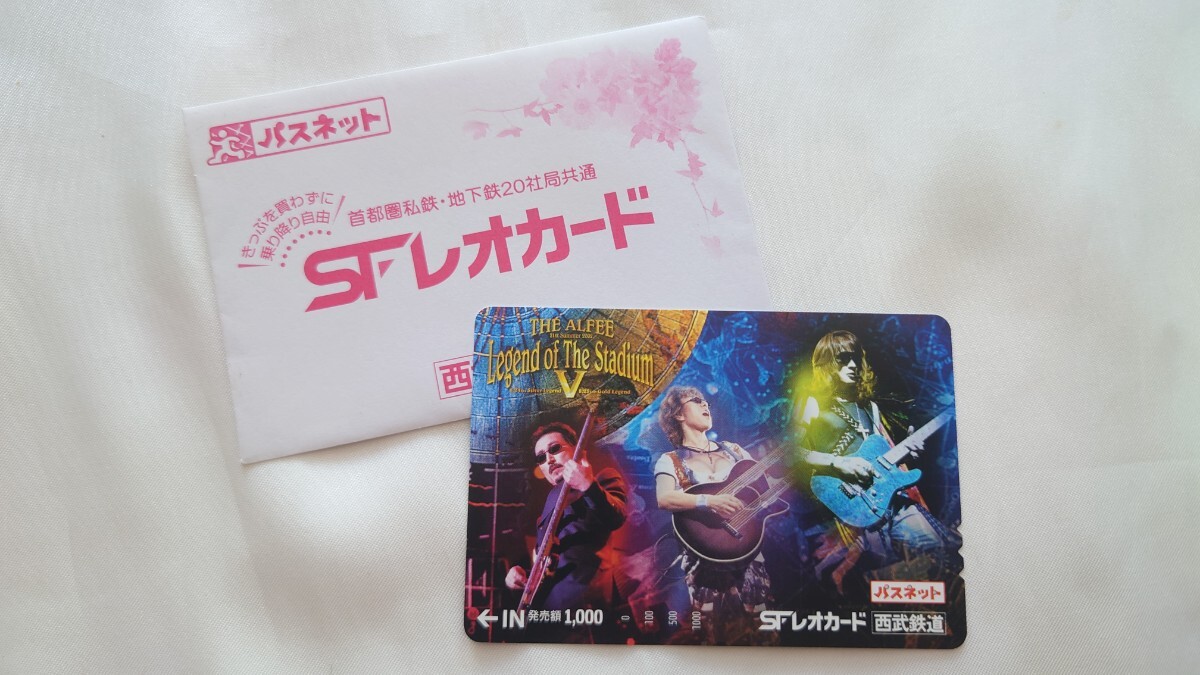 パスネット
きっぷを買わずに
乗り降り自由
首都圏私鉄・地下鉄20社局共通
SFレオカード
西
THE ALFEE
Legend of The Stadium
V
←IN 発売額 1,000
0 100 500 1000
パスネット
SFレオカード 西武鉄道